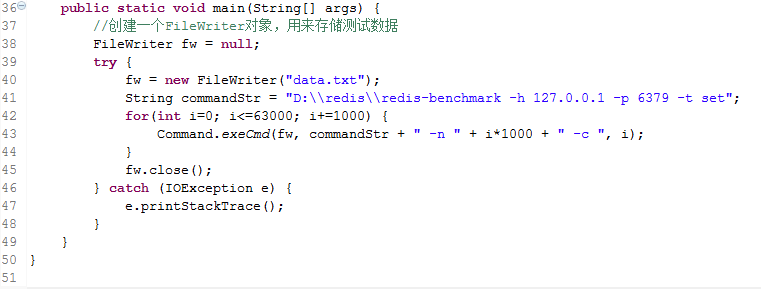 36 public static void main(String[] args) {
37 //创建一个FileWriter对象，用来存储测试数据
38 FileWriter fw = null;
39 try {
40 fw = new FileWriter("data.txt");
41 String commandStr = "D:\\redis\\redis-benchmark -h 127.0.0.1 -p 6379 -t set";
42 for(int i=0; i<=63000; i+=1000) {
43 Command.exeCmd(fw, commandStr + " -n " + i*1000 + " -c ", i);
44 }
45 fw.close();
46 } catch (IOException e) {
47 e.printStackTrace();
48 }
49 }
50 }
51